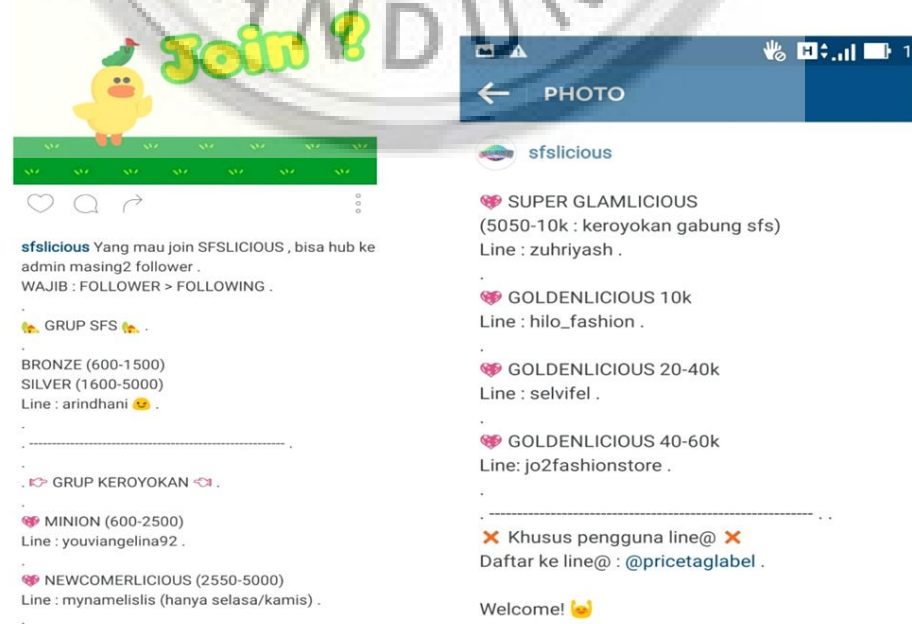 Join ?
sfslicious Yang mau join SFSLICIOUS , bisa hub ke
admin masing2 follower .
WAJIB : FOLLOWER > FOLLOWING .
.
🏡 GRUP SFS 🏡 .
.
BRONZE (600-1500)
SILVER (1600-5000)
Line : arindhani 😉 .
.
. -------------------------------------------------------- .
.
. 👉 GRUP KEROYOKAN 👈 .
.
💖 MINION (600-2500)
Line : youviangelina92 .
.
💖 NEWCOMERLICIOUS (2550-5000)
Line : mynamelislis (hanya selasa/kamis) .
.
PHOTO
sfslicious
💖 SUPER GLAMLICIOUS
(5050-10k : keroyokan gabung sfs)
Line : zuhriyash .
.
💖 GOLDENLICIOUS 10k
Line : hilo_fashion .
.
💖 GOLDENLICIOUS 20-40k
Line : selvifel .
.
💖 GOLDENLICIOUS 40-60k
Line: jo2fashionstore .
.
. ------------------------------------------------------------ . .
❌ Khusus pengguna line@ ❌
Daftar ke line@ : @pricetaglabel .
Welcome! 🙌